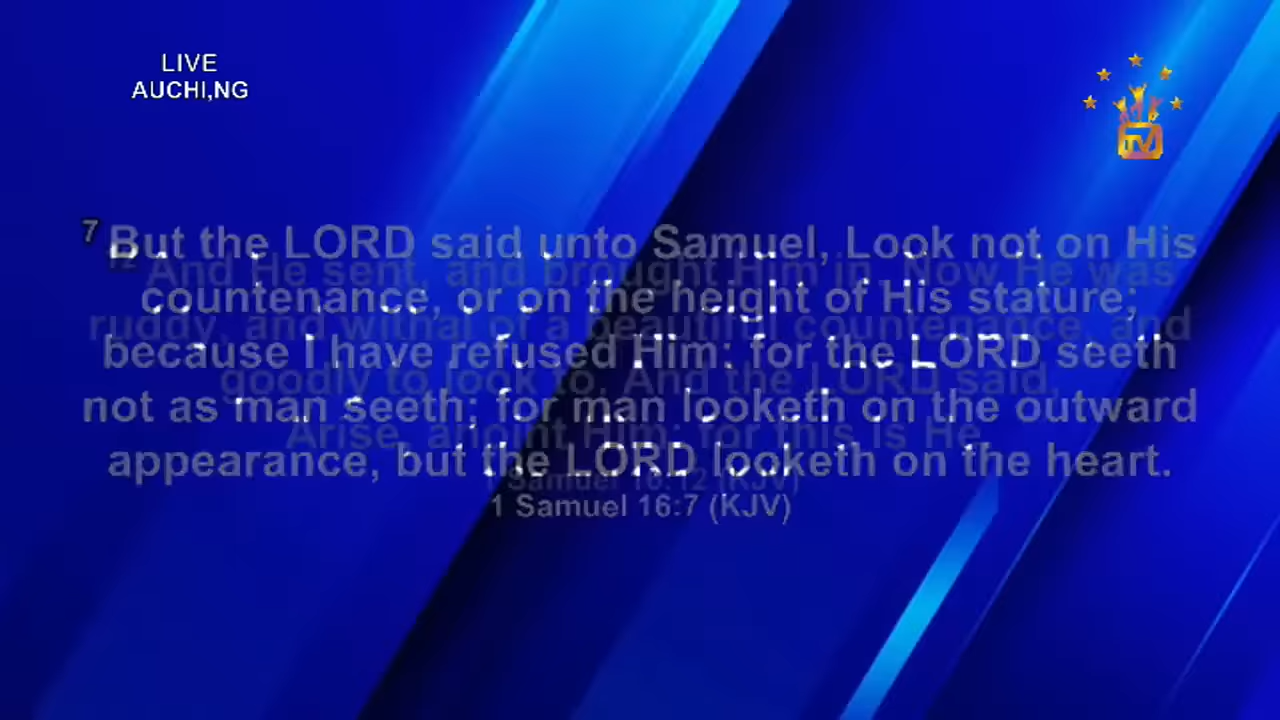 LIVE
AUCHI,NG
TV
7 But the LORD said unto Samuel, Look not on His
countenance, or on the height of His stature;
because I have refused Him: for the LORD seeth
not as man seeth; for man looketh on the outward
appearance, but the LORD looketh on the heart.
1 Samuel 16:7 (KJV)
12 And He sent, and brought Him in. Now He was
ruddy, and withal of a beautiful countenance, and
goodly to look to. And the LORD said,
Arise, anoint Him: for this is He.
Samuel 16:12 (KJV)